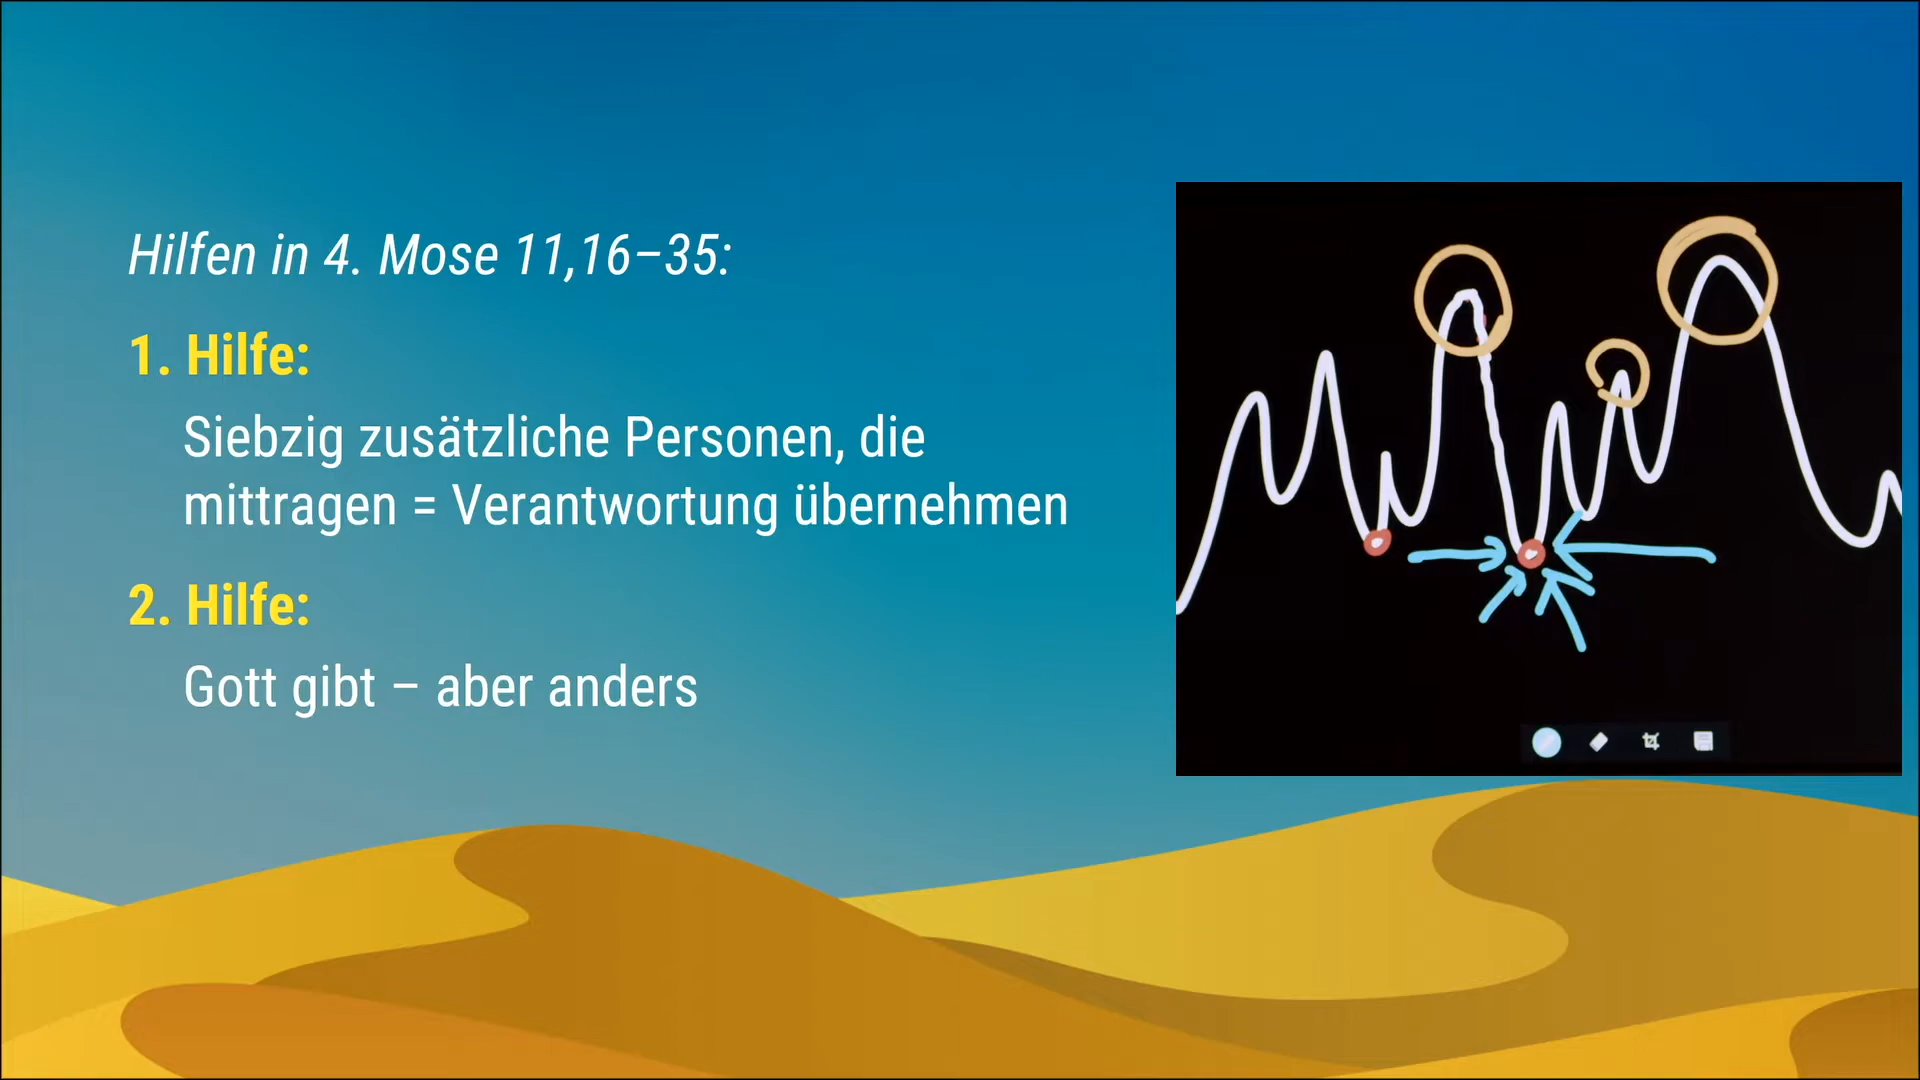 Hilfen in 4. Mose 11,16–35:
1. Hilfe:
Siebzig zusätzliche Personen, die
mittragen = Verantwortung übernehmen
2. Hilfe:
Gott gibt – aber anders